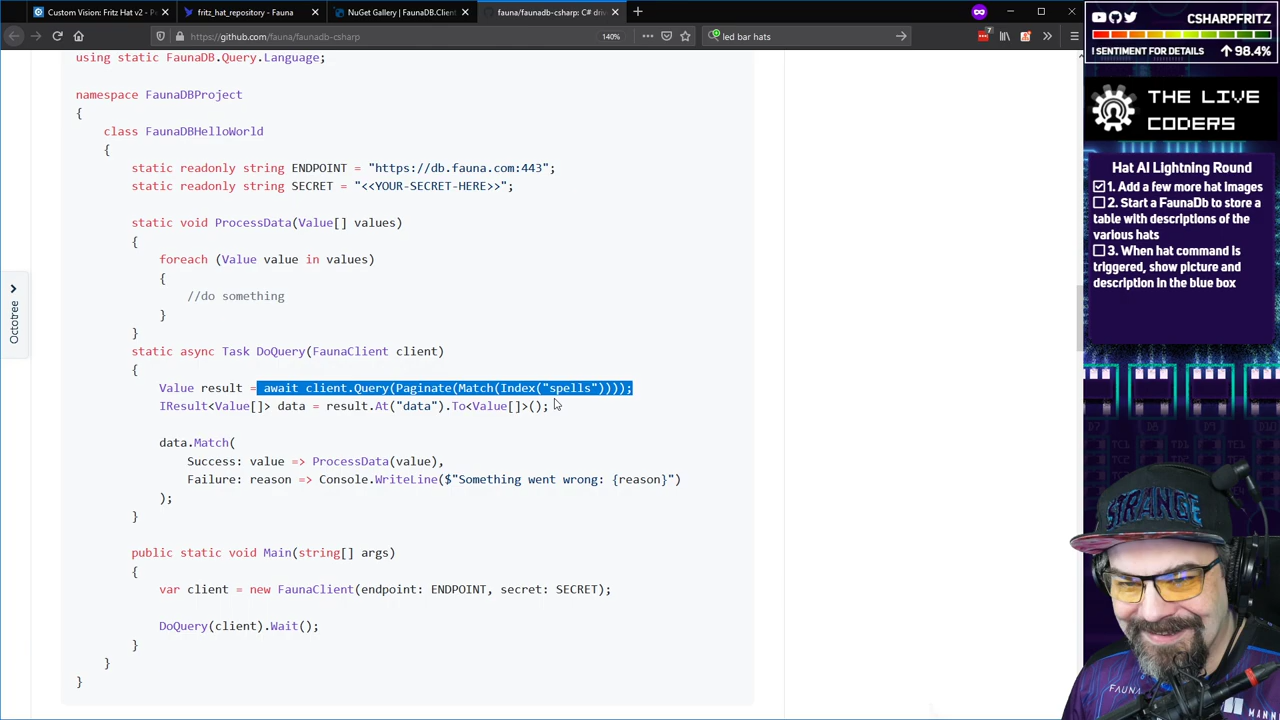 Custom Vision: Fritz Hat v2 - P
fritz_hat_repository - Fauna
NuGet Gallery | FaunaDB.Client
fauna/faunadb-csharp: C# driv
https://github.com/fauna/faunadb-csharp
140%
led bar hats
7
using static FaunaDB.Query.Language;
namespace FaunaDBProject
{
class FaunaDBHelloWorld
{
static readonly string ENDPOINT = "https://db.fauna.com:443";
static readonly string SECRET = "<<YOUR-SECRET-HERE>>";
static void ProcessData(Value[] values)
{
foreach (Value value in values)
{
//do something
}
}
static async Task DoQuery(FaunaClient client)
{
Value result = await client.Query(Paginate(Match(Index("spells"))));
IResult<Value[]> data = result.At("data").To<Value[]>();
data.Match(
Success: value => ProcessData(value),
Failure: reason => Console.WriteLine($"Something went wrong: {reason}")
);
}
public static void Main(string[] args)
{
var client = new FaunaClient(endpoint: ENDPOINT, secret: SECRET);
DoQuery(client).Wait();
}
}
}
Octotree
CSHARPFRITZ
! SENTIMENT FOR DETAILS
98.4%
THE LIVE
CODERS
Hat AI Lightning Round
1. Add a few more hat images
2. Start a FaunaDb to store a
table with descriptions of the
various hats
3. When hat command is
triggered, show picture and
description in the blue box
STRANGE
FAUNA
MANN